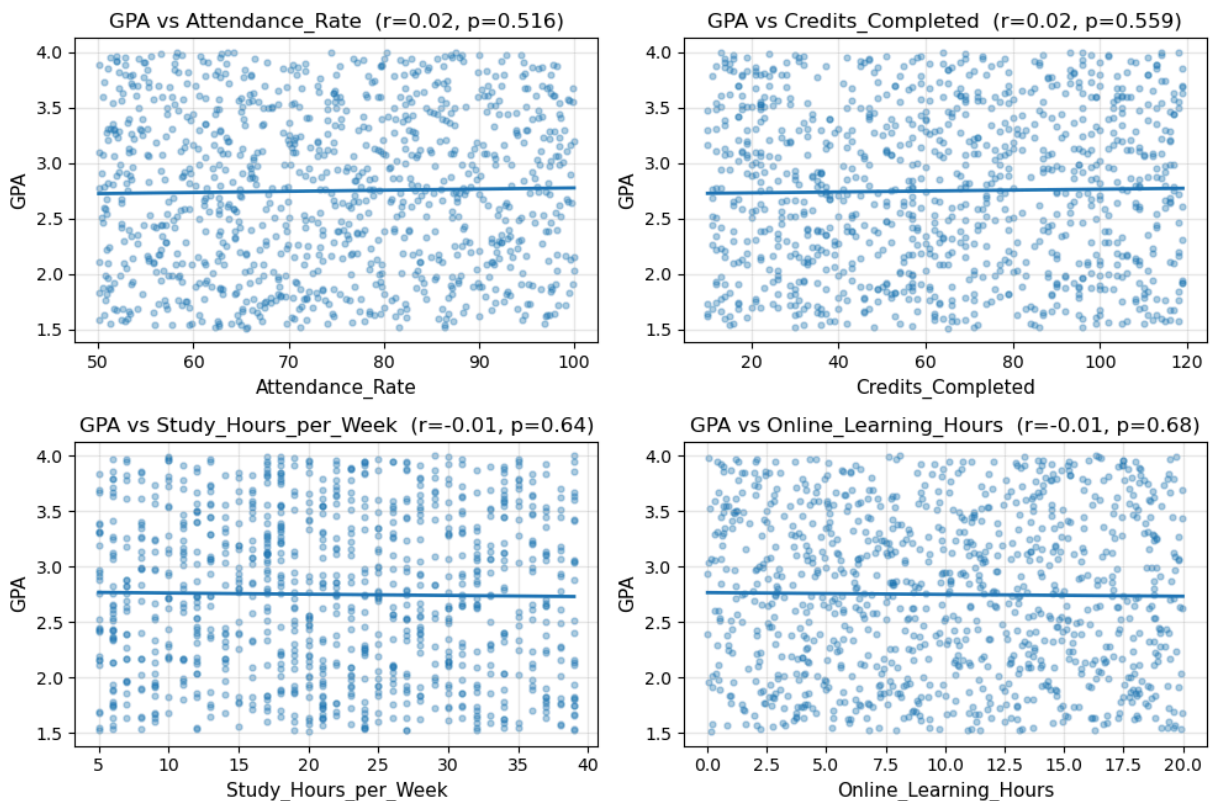 GPA vs Attendance_Rate (r=0.02, p=0.516)
GPA
4.0
3.5
3.0
2.5
2.0
1.5
50 60 70 80 90 100
Attendance_Rate
GPA vs Credits_Completed (r=0.02, p=0.559)
GPA
4.0
3.5
3.0
2.5
2.0
1.5
20 40 60 80 100 120
Credits_Completed
GPA vs Study_Hours_per_Week (r=-0.01, p=0.64)
GPA
4.0
3.5
3.0
2.5
2.0
1.5
5 10 15 20 25 30 35 40
Study_Hours_per_Week
GPA vs Online_Learning_Hours (r=-0.01, p=0.68)
GPA
4.0
3.5
3.0
2.5
2.0
1.5
0.0 2.5 5.0 7.5 10.0 12.5 15.0 17.5 20.0
Online_Learning_Hours